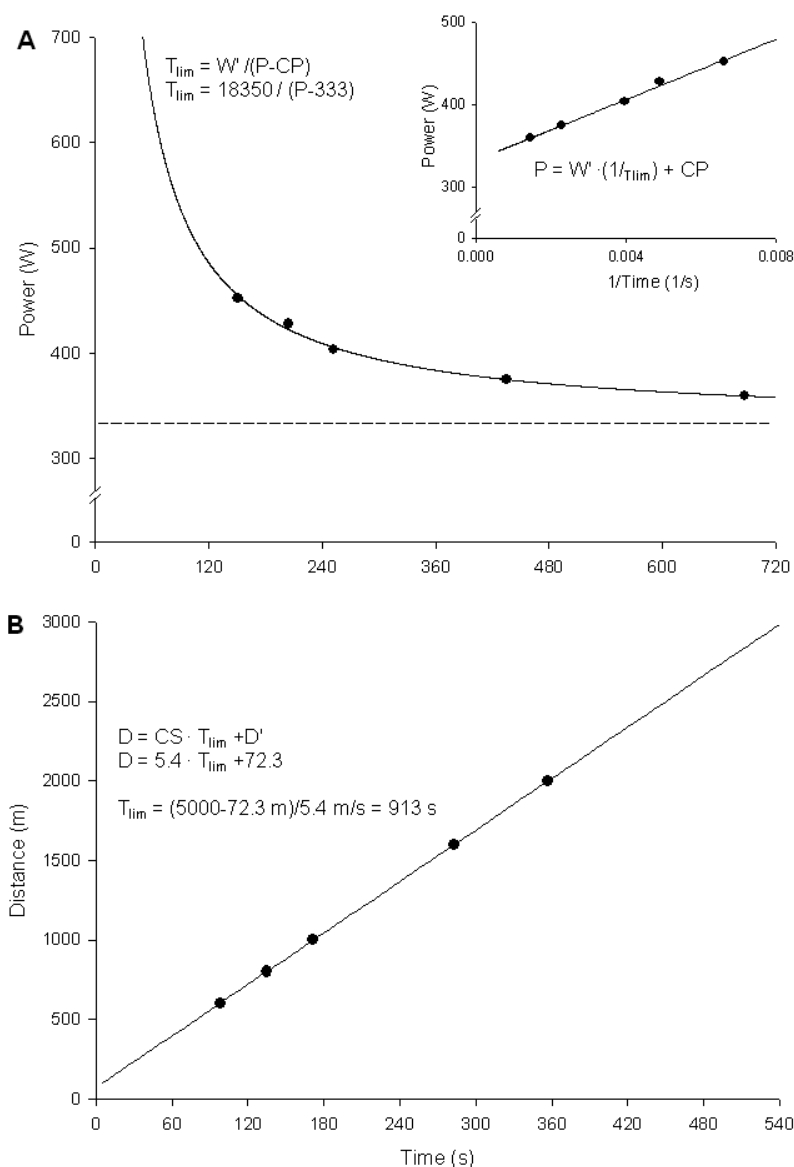 A
T_lim = W' /(P-CP)
T_lim = 18350 / (P-333)
Power (W)
700
600
500
400
300
0
0 120 240 360 480 600 720
Power (W)
500
400
300
0
P = W' ·(1/_Tlim) + CP
0.000 0.004 0.008
1/Time (1/s)
B
D = CS · T_lim +D'
D = 5.4 · T_lim +72.3
T_lim = (5000-72.3 m)/5.4 m/s = 913 s
Distance (m)
3000
2500
2000
1500
1000
500
0
0 60 120 180 240 300 360 420 480 540
Time (s)